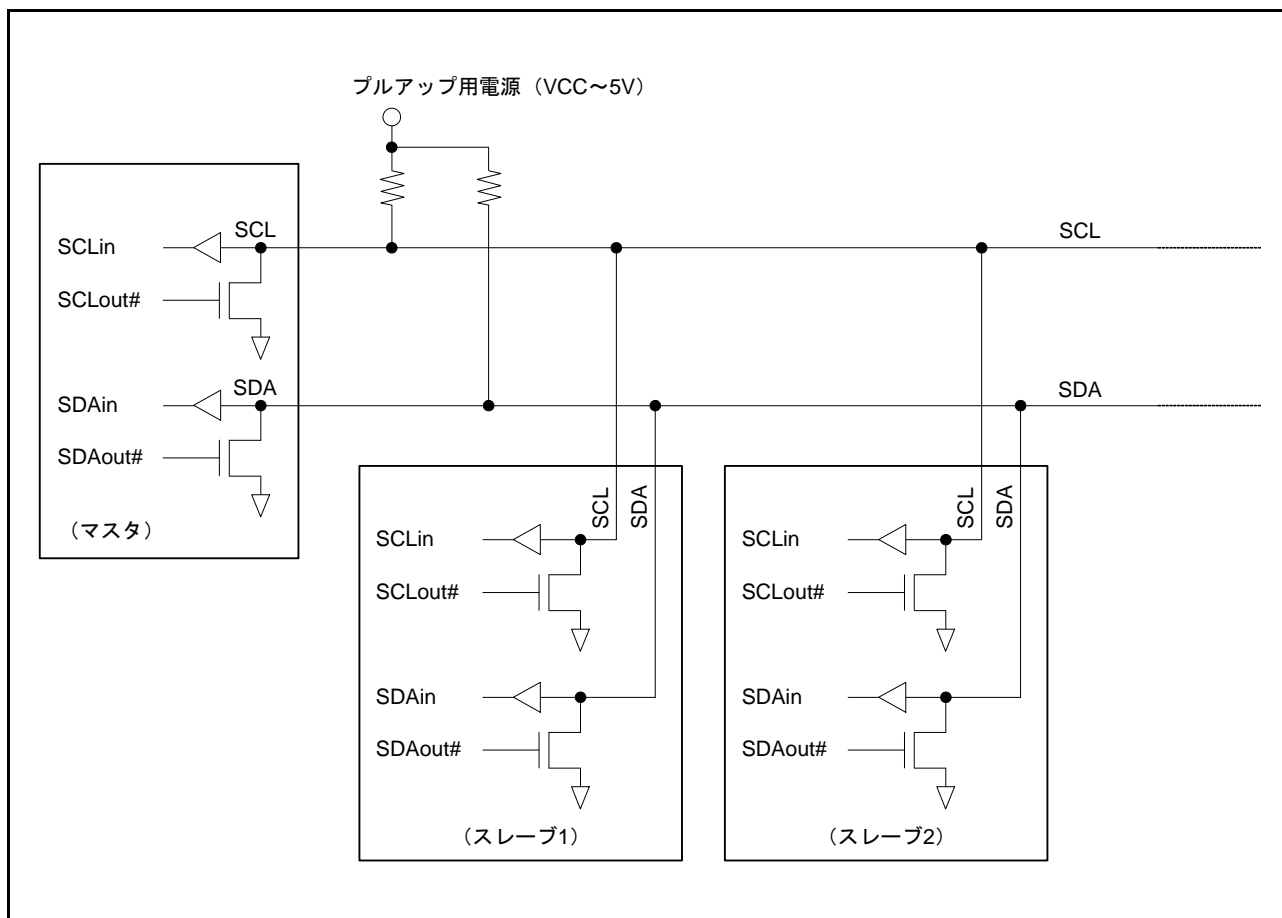 プルアップ用電源（VCC～5V）
SCL
SCLin
SCLout#
SDA
SDAin
SDAout#
（マスタ）
SCL
SDA
SCL
SDA
SCLin
SCLout#
SDAin
SDAout#
（スレーブ1）
SCL
SDA
SCLin
SCLout#
SDAin
SDAout#
（スレーブ2）